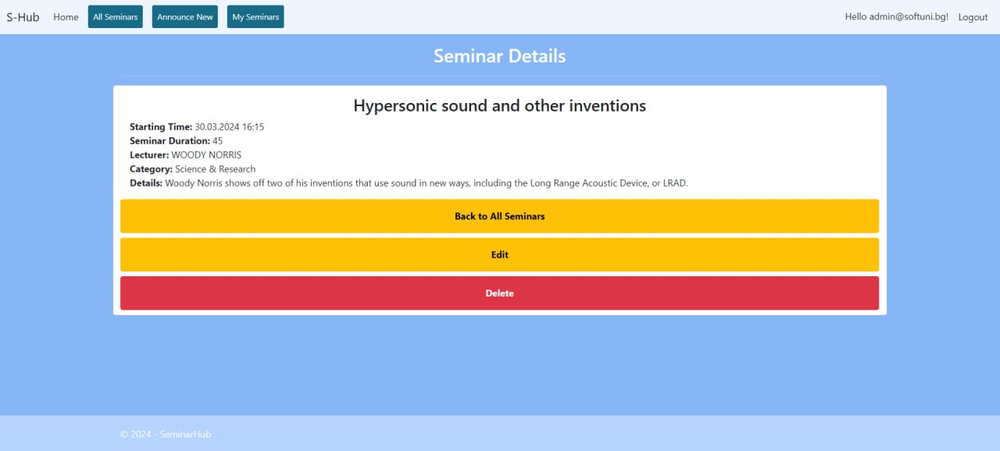 S-Hub Home All Seminars Announce New My Seminars Hello admin@softuni.bg! Logout
Seminar Details
Hypersonic sound and other inventions
Starting Time: 30.03.2024 16:15
Seminar Duration: 45
Lecturer: WOODY NORRIS
Category: Science & Research
Details: Woody Norris shows off two of his inventions that use sound in new ways, including the Long Range Acoustic Device, or LRAD.
Back to All Seminars
Edit
Delete
© 2024 - SeminarHub